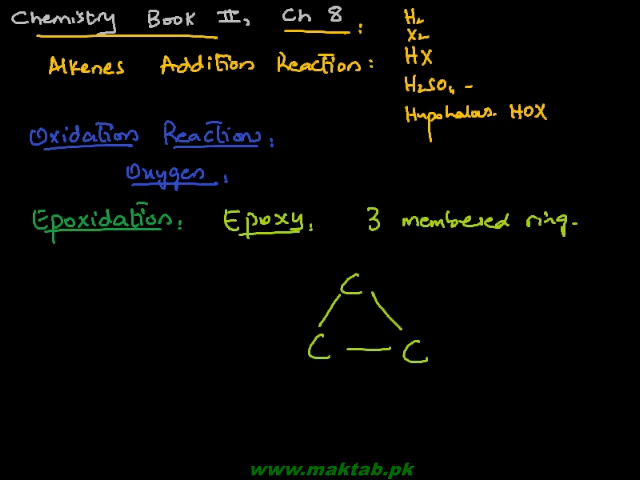 Chemistry Book II, Ch 8 :
H2
X2
Alkenes Addition Reaction : HX
H2SO4 -
Hypohalous. HOX
Oxidation Reaction :
Oxygen :
Epoxidation : Epoxy : 3 membered ring -
C
C — C
www.maktab.pk